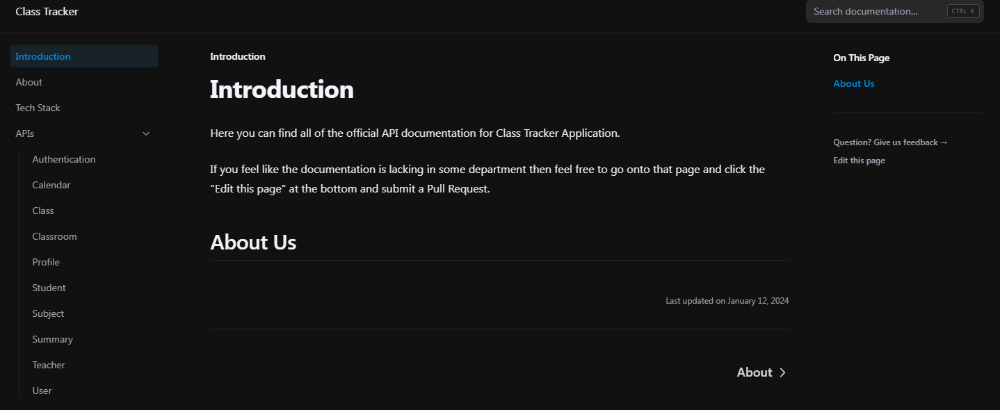 Class Tracker
Search documentation...
CTRL K
Introduction
About
Tech Stack
APIs
Authentication
Calendar
Class
Classroom
Profile
Student
Subject
Summary
Teacher
User
Introduction
Introduction
Here you can find all of the official API documentation for Class Tracker Application.
If you feel like the documentation is lacking in some department then feel free to go onto that page and click the
"Edit this page" at the bottom and submit a Pull Request.
About Us
Last updated on January 12, 2024
About
On This Page
About Us
Question? Give us feedback →
Edit this page